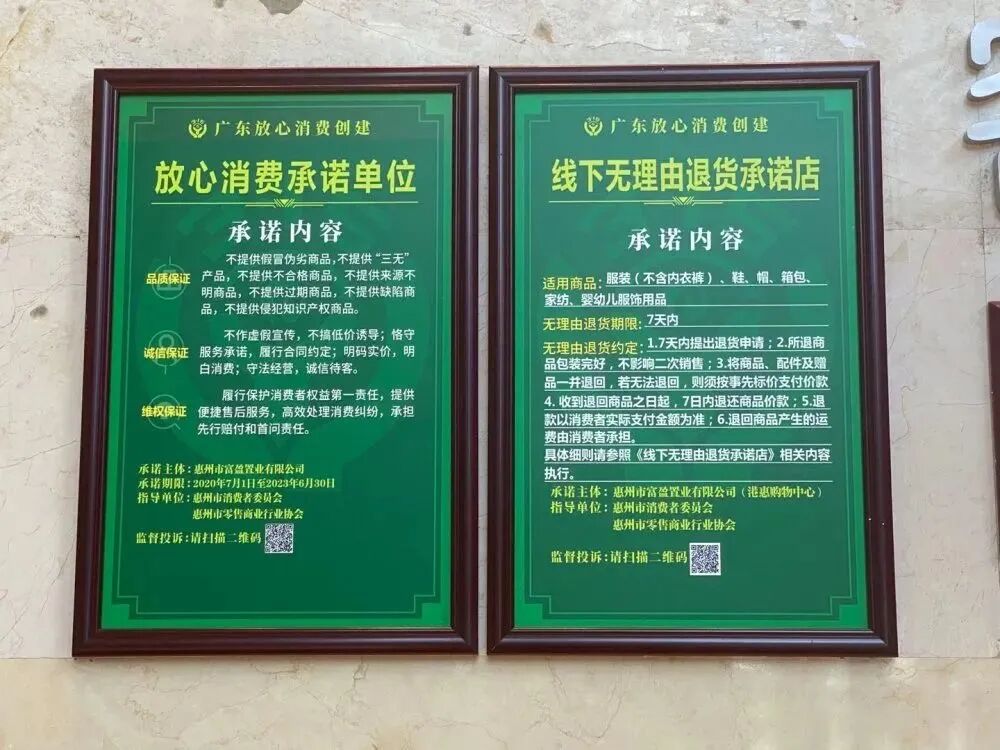 广东放心消费创建
放心消费承诺单位
承诺内容
品质保证
不提供假冒伪劣商品,不提供“三无”
产品，不提供不合格商品，不提供来源不
明商品，不提供过期商品，不提供缺陷商
品，不提供侵犯知识产权商品。
诚信保证
不作虚假宣传，不搞低价诱导；恪守
服务承诺，履行合同约定；明码实价，明
白消费；守法经营，诚信待客。
维权保证
履行保护消费者权益第一责任，提供
便捷售后服务，高效处理消费纠纷，承担
先行赔付和首问责任。
承诺主体：惠州市富盈置业有限公司
承诺期限：2020年7月1日至2023年6月30日
指导单位：惠州市消费者委员会
惠州市零售商业行业协会
监督投诉：请扫描二维码
广东放心消费创建
线下无理由退货承诺店
承诺内容
适用商品：服装（不含内衣裤）、鞋、帽、箱包、
家纺、婴幼儿服饰用品
无理由退货期限：7天内
无理由退货约定：1.7天内提出退货申请；2.所退商
品包装完好，不影响二次销售；3.将商品、配件及赠
品一并退回，若无法退回，则须按事先标价支付价款
4. 收到退回商品之日起，7日内退还商品价款；5.退
款以消费者实际支付金额为准；6.退回商品产生的运
费由消费者承担。
具体细则请参照《线下无理由退货承诺店》相关内容
执行。
承诺主体：惠州市富盈置业有限公司（港惠购物中心）
指导单位：惠州市消费者委员会
惠州市零售商业行业协会
监督投诉：请扫描二维码